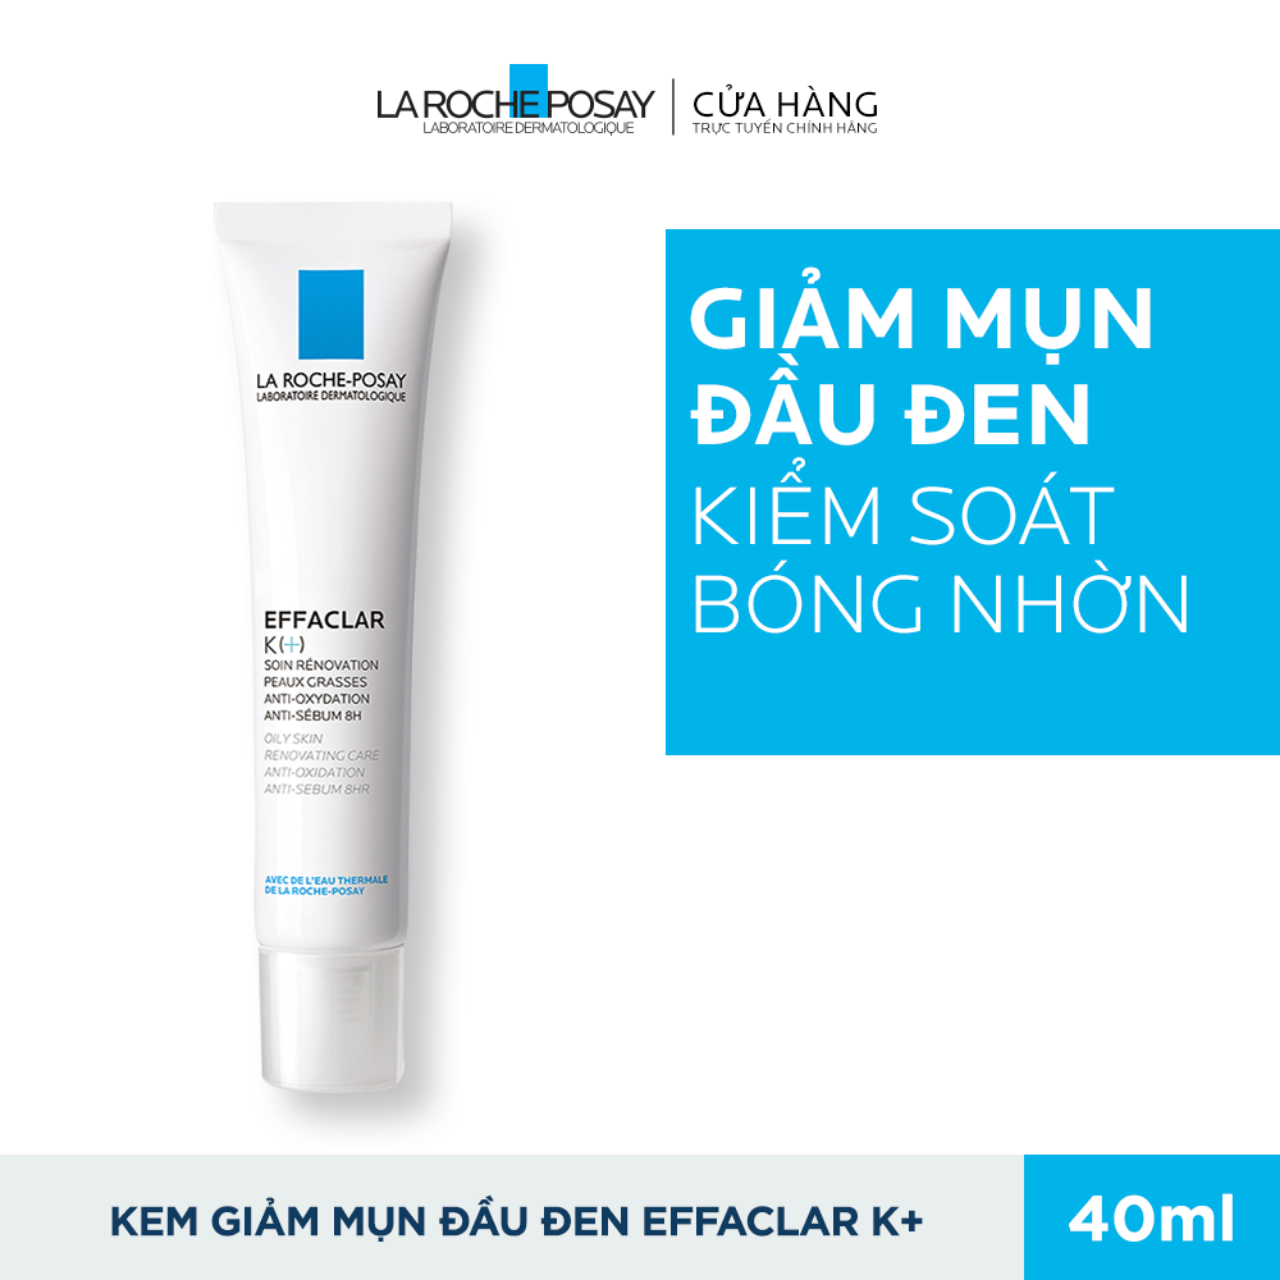 LA ROCHE POSAY
LABORATOIRE DERMATOLOGIQUE
CỬA HÀNG
TRỰC TUYẾN CHÍNH HÃNG
LA ROCHE-POSAY
LABORATOIRE DERMATOLOGIQUE
EFFACLAR
K(+)
SOIN RÉNOVATION
PEAUX GRASSES
ANTI-OXYDATION
ANTI-SÉBUM 8H
OILY SKIN
RENOVATING CARE
ANTI-OXIDATION
ANTI-SEBUM 8HR
AVEC DE L'EAU THERMALE
DE LA ROCHE-POSAY
GIẢM MỤN
ĐẦU ĐEN
KIỂM SOÁT
BÓNG NHỜN
KEM GIẢM MỤN ĐẦU ĐEN EFFACLAR K+
40ml